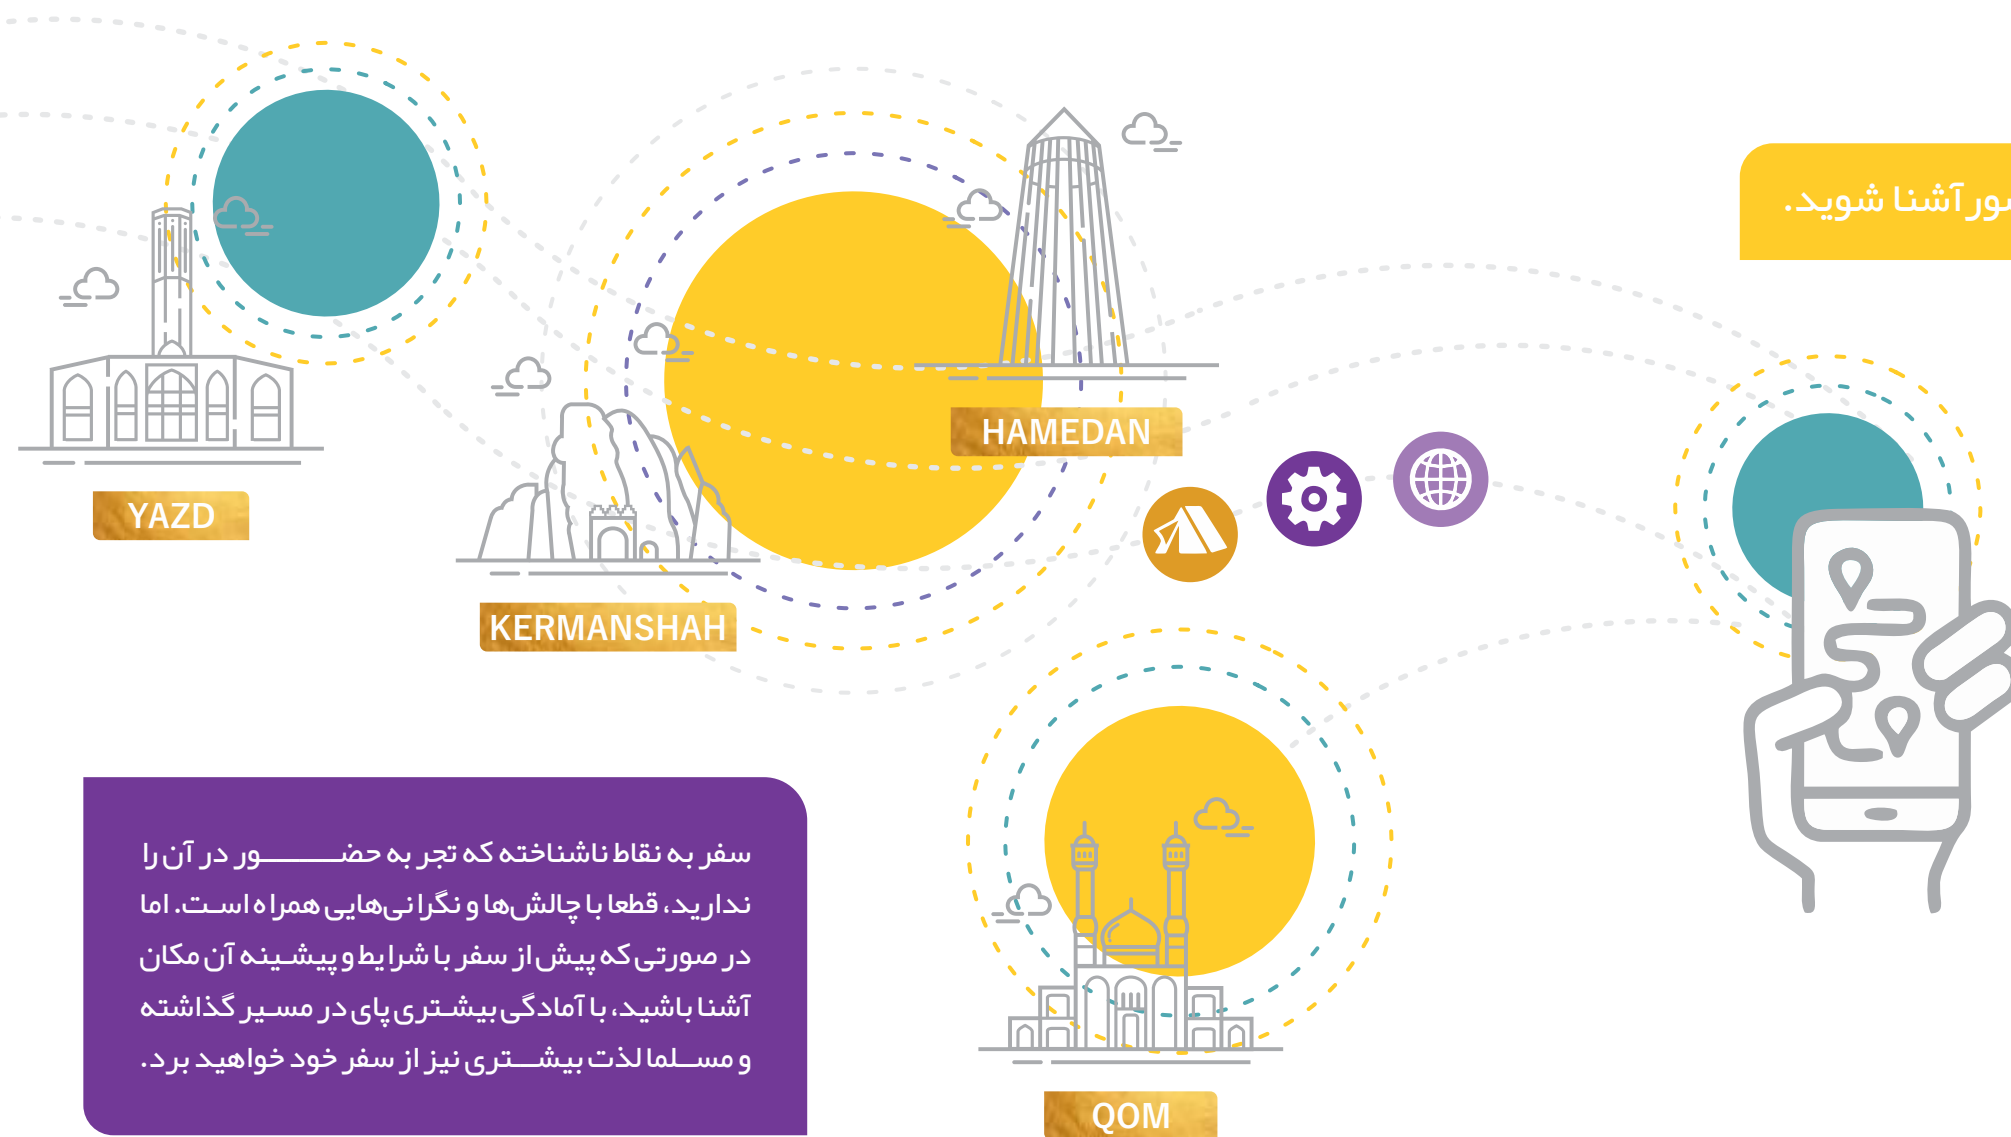 آشنا شوید.
HAMEDAN
YAZD
KERMANSHAH
سفر به نقاط ناشناخته که تجربه حضور در آن را
ندارید، قطعا با چالش‌ها و نگرانی‌هایی همراه است. اما
در صورتی که پیش از سفر با شرایط و پیشینه آن مکان
آشنا باشید، با آمادگی بیشتری پای در مسیر گذاشته
و مسلما لذت بیشتری نیز از سفر خود خواهید برد.
QOM